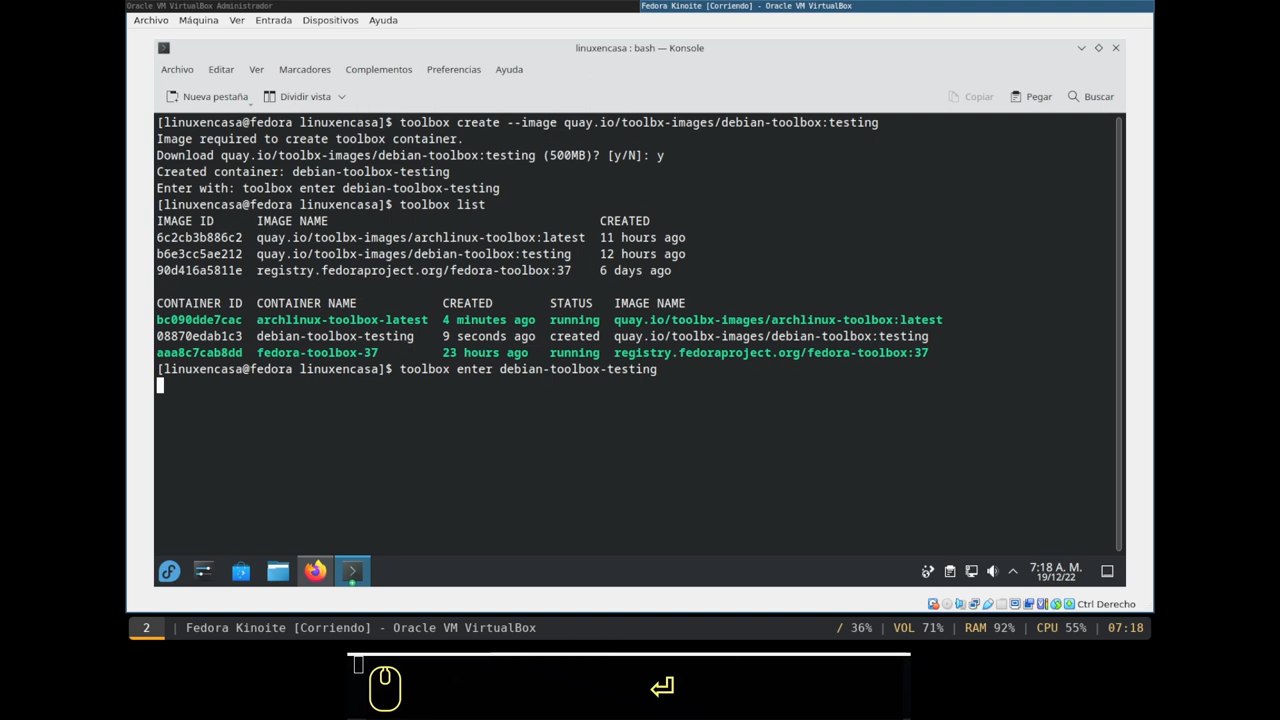 Oracle VM VirtualBox Administrador
Fedora Kinoite [Corriendo] - Oracle VM VirtualBox
Archivo Máquina Ver Entrada Dispositivos Ayuda
linuxencasa : bash — Konsole
Archivo Editar Ver Marcadores Complementos Preferencias Ayuda
Nueva pestaña Dividir vista Copiar Pegar Buscar
[linuxencasa@fedora linuxencasa]$ toolbox create --image quay.io/toolbx-images/debian-toolbox:testing
Image required to create toolbox container.
Download quay.io/toolbx-images/debian-toolbox:testing (500MB)? [y/N]: y
Created container: debian-toolbox-testing
Enter with: toolbox enter debian-toolbox-testing
[linuxencasa@fedora linuxencasa]$ toolbox list
IMAGE ID IMAGE NAME CREATED
6c2cb3b886c2 quay.io/toolbx-images/archlinux-toolbox:latest 11 hours ago
b6e3cc5ae212 quay.io/toolbx-images/debian-toolbox:testing 12 hours ago
90d416a5811e registry.fedoraproject.org/fedora-toolbox:37 6 days ago
CONTAINER ID CONTAINER NAME CREATED STATUS IMAGE NAME
bc090dde7cac archlinux-toolbox-latest 4 minutes ago running quay.io/toolbx-images/archlinux-toolbox:latest
08870edab1c3 debian-toolbox-testing 9 seconds ago created quay.io/toolbx-images/debian-toolbox:testing
aaa8c7cab8dd fedora-toolbox-37 23 hours ago running registry.fedoraproject.org/fedora-toolbox:37
[linuxencasa@fedora linuxencasa]$ toolbox enter debian-toolbox-testing
7:18 A. M.
19/12/22
Ctrl Derecho
2 | Fedora Kinoite [Corriendo] - Oracle VM VirtualBox / 36% | VOL 71% | RAM 92% | CPU 55% | 07:18